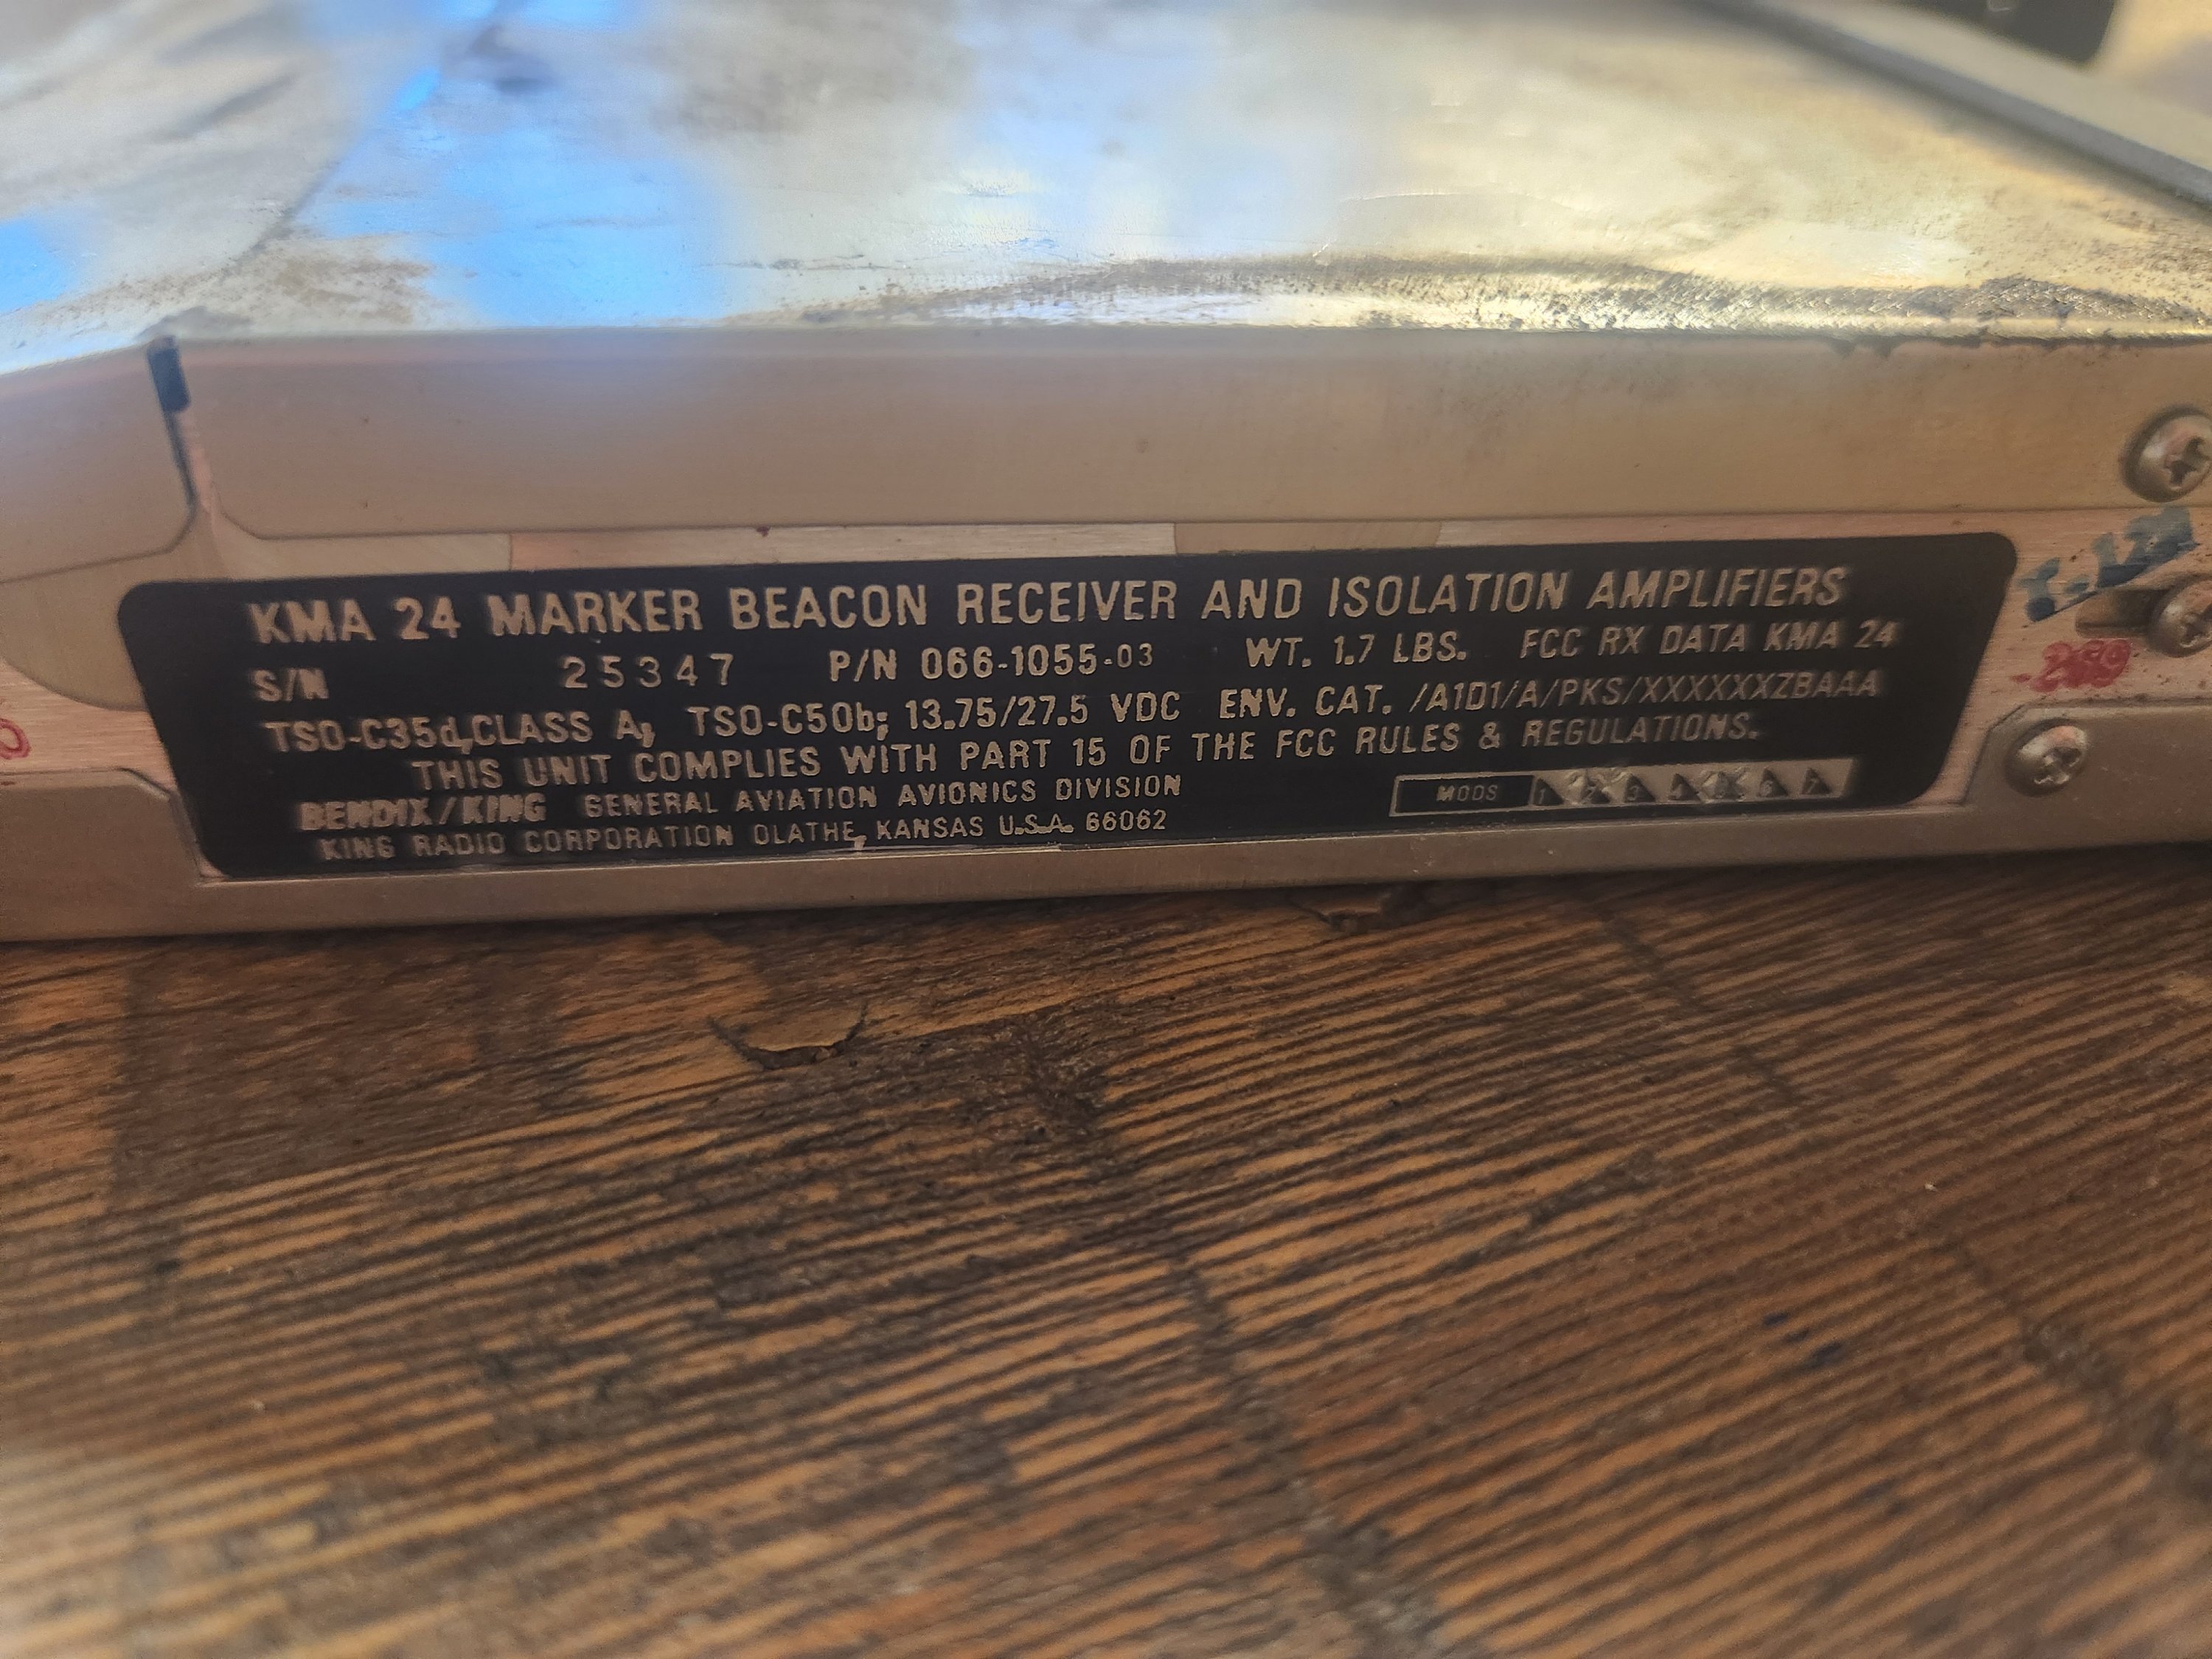 KMA 24 MARKER BEACON RECEIVER AND ISOLATION AMPLIFIERS
S/N 25347 P/N 066-1055-03 WT. 1.7 LBS. FCC RX DATA KMA 24
TSO-C35d,CLASS A, TSO-C50b; 13.75/27.5 VDC ENV. CAT. /A1D1/A/PKS/XXXXXXZBAAA
THIS UNIT COMPLIES WITH PART 15 OF THE FCC RULES & REGULATIONS.
BENDIX/KING GENERAL AVIATION AVIONICS DIVISION
KING RADIO CORPORATION OLATHE, KANSAS U.S.A. 66062
MODS 1 2 3 4 5 6 7